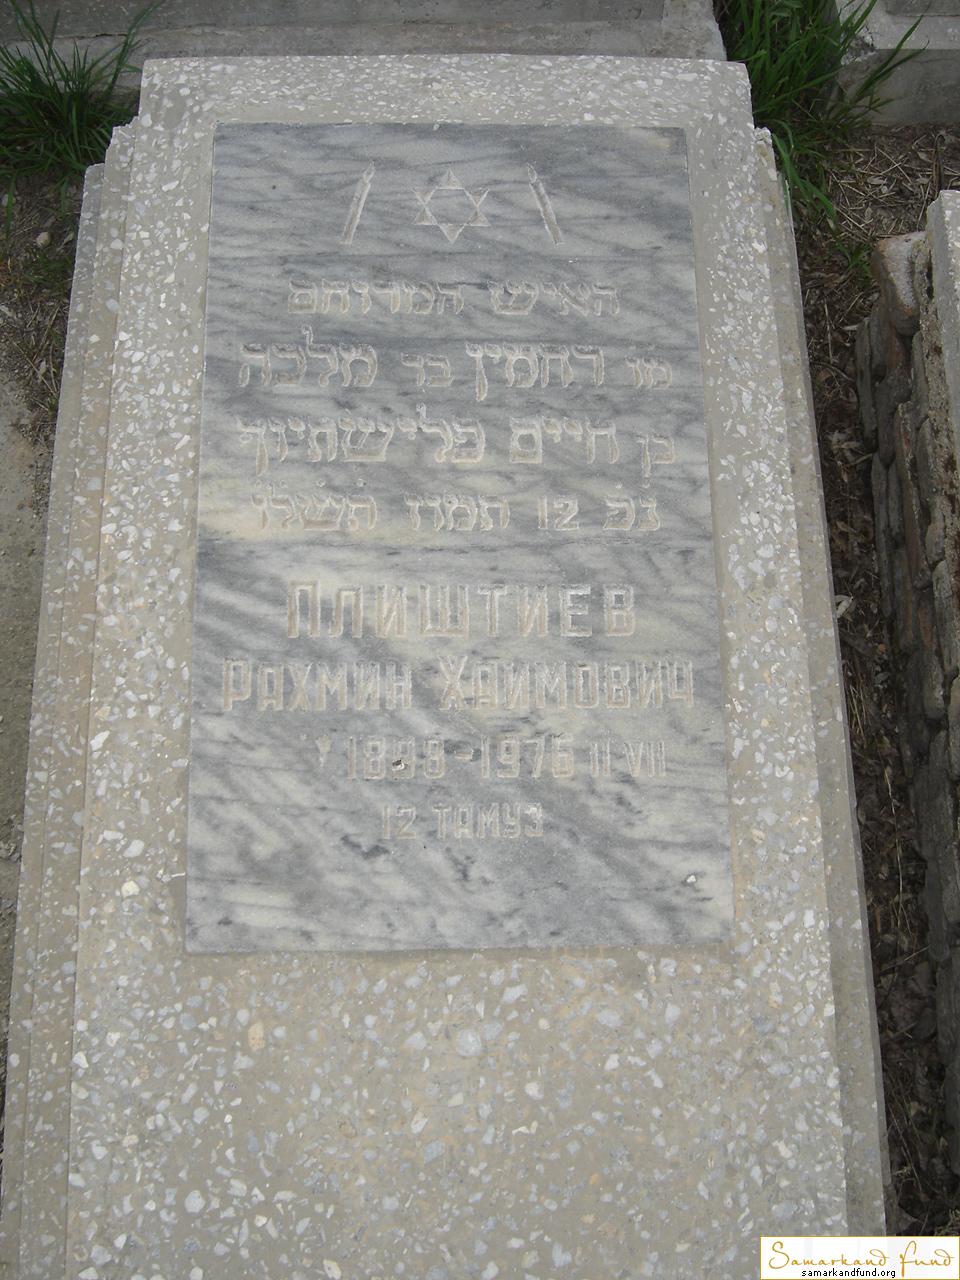 האיש המרוחם
מו רחמין בר מלכה
בן חיים פלישתיוף
נפ 12 תמוז התשלו
ПЛИШТИЕВ
РАХМИН ХАИМОВИЧ
1898-1976 11 VII
12 ТАМУЗ
Samarkand Fund
samarkandfund.org